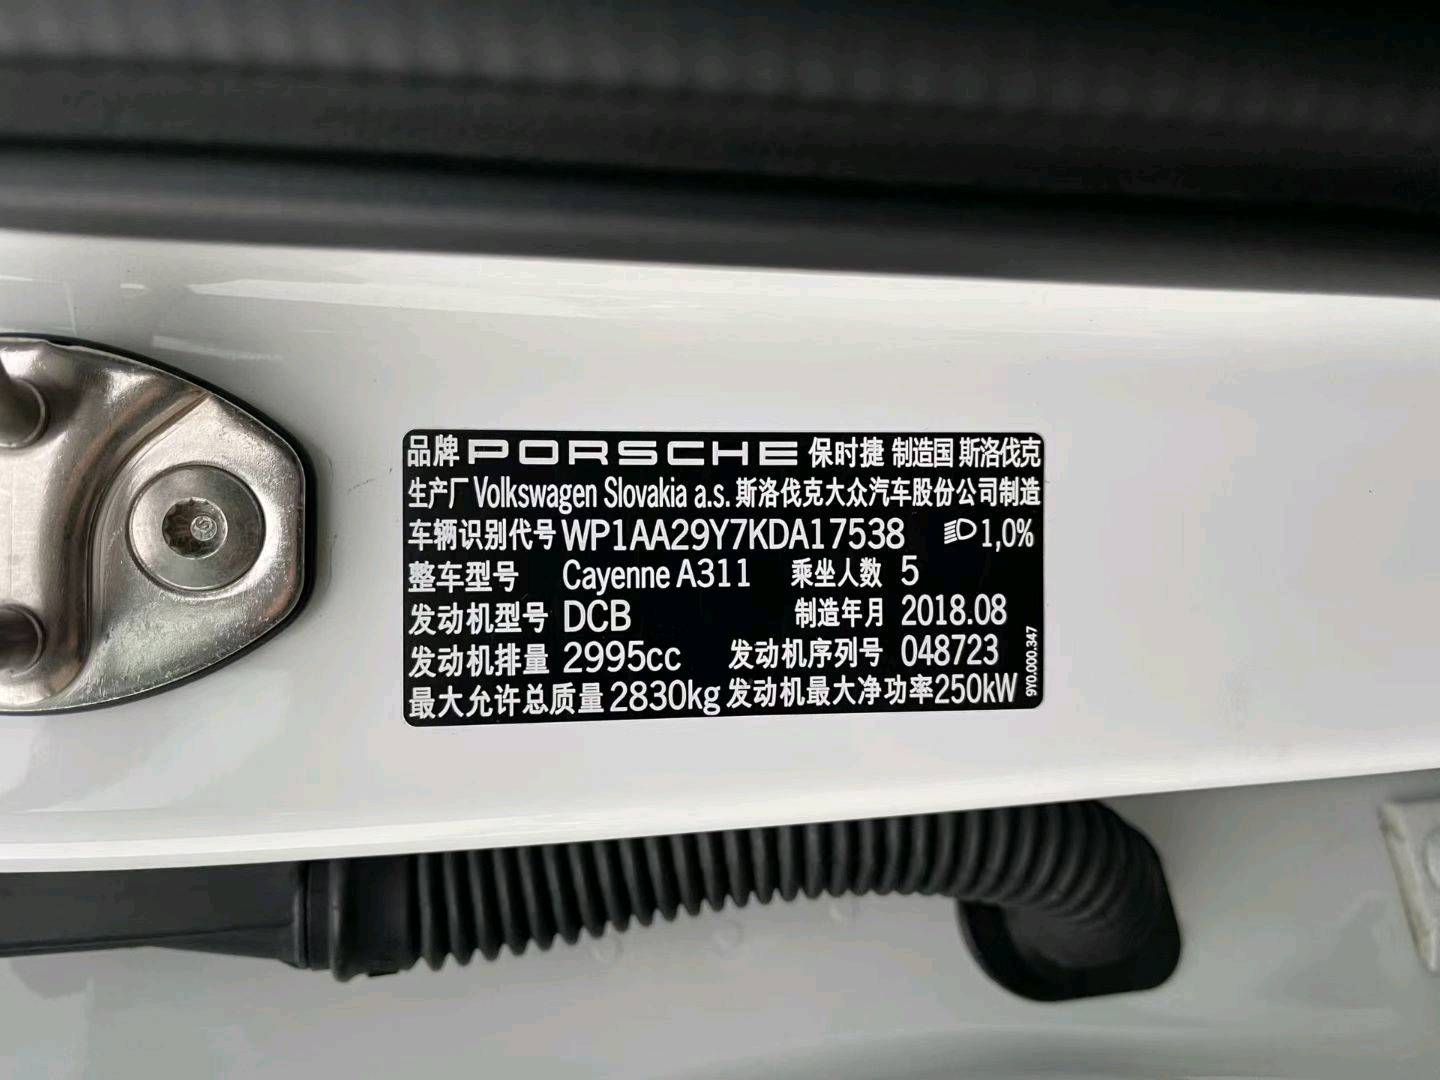 品牌 PORSCHE 保时捷 制造国 斯洛伐克
生产厂 Volkswagen Slovakia a.s. 斯洛伐克大众汽车股份公司制造
车辆识别代号 WP1AA29Y7KDA17538 1,0%
整车型号 Cayenne A311 乘坐人数 5
发动机型号 DCB 制造年月 2018.08
发动机排量 2995cc 发动机序列号 048723
最大允许总质量 2830kg 发动机最大净功率 250kW
9Y0.000.347